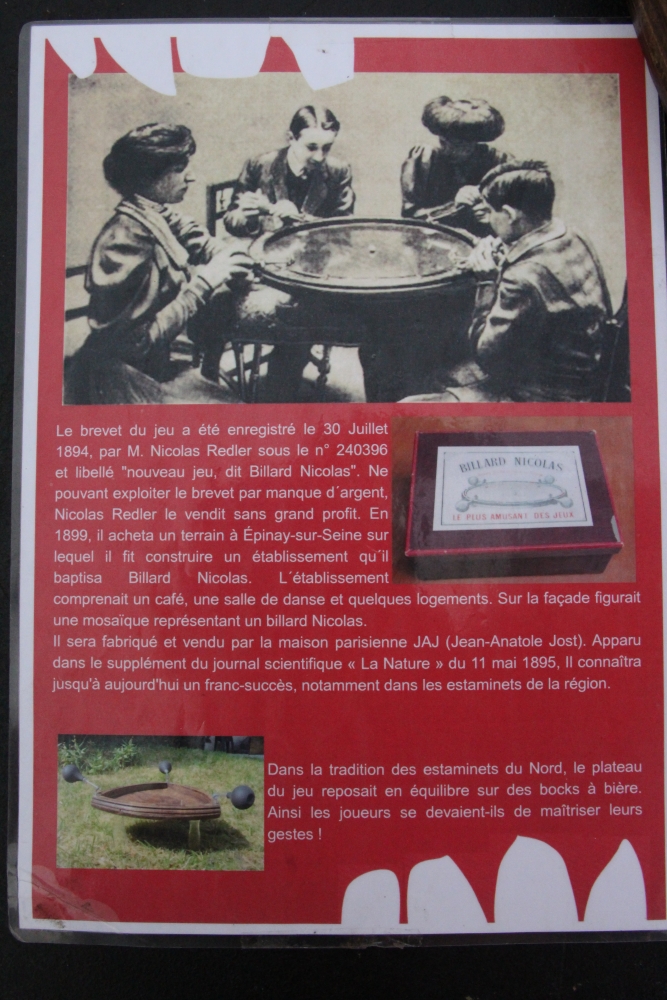 Le brevet du jeu a été enregistré le 30 Juillet
1894, par M. Nicolas Redler sous le n° 240396
et libellé "nouveau jeu, dit Billard Nicolas". Ne
pouvant exploiter le brevet par manque d´argent,
Nicolas Redler le vendit sans grand profit. En
1899, il acheta un terrain à Épinay-sur-Seine sur
lequel il fit construire un établissement qu´il
baptisa Billard Nicolas. L´établissement
BILLARD NICOLAS
LE PLUS AMUSANT DES JEUX
comprenait un café, une salle de danse et quelques logements. Sur la façade figurait
une mosaïque représentant un billard Nicolas.
Il sera fabriqué et vendu par la maison parisienne JAJ (Jean-Anatole Jost). Apparu
dans le supplément du journal scientifique « La Nature » du 11 mai 1895, Il connaîtra
jusqu'à aujourd'hui un franc-succès, notamment dans les estaminets de la région.
Dans la tradition des estaminets du Nord, le plateau
du jeu reposait en équilibre sur des bocks à bière.
Ainsi les joueurs se devaient-ils de maîtriser leurs
gestes !